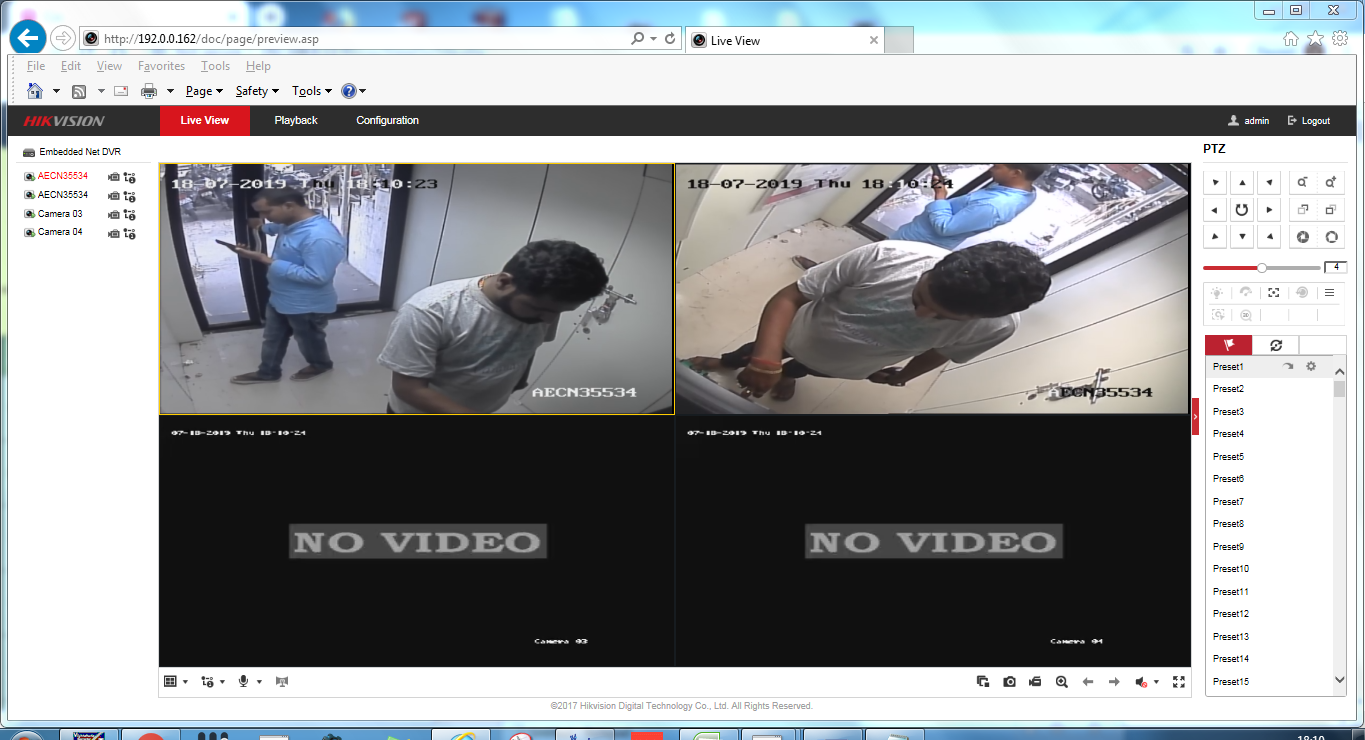 http://192.0.0.162/doc/page/preview.asp
Live View
File Edit View Favorites Tools Help
Page Safety Tools
HIKVISION
Live View Playback Configuration
admin Logout
Embedded Net DVR
AECN35534
AECN35534
Camera 03
Camera 04
18-07-2019 Thu 18:10:23
AECN35534
18-07-2019 Thu 18:10:24
AECN35534
07-18-2019 Thu 18:10:24
NO VIDEO
Camera 03
07-18-2019 Thu 18:10:24
NO VIDEO
Camera 04
PTZ
4
3D
Preset1
Preset2
Preset3
Preset4
Preset5
Preset6
Preset7
Preset8
Preset9
Preset10
Preset11
Preset12
Preset13
Preset14
Preset15
©2017 Hikvision Digital Technology Co., Ltd. All Rights Reserved.
18:10